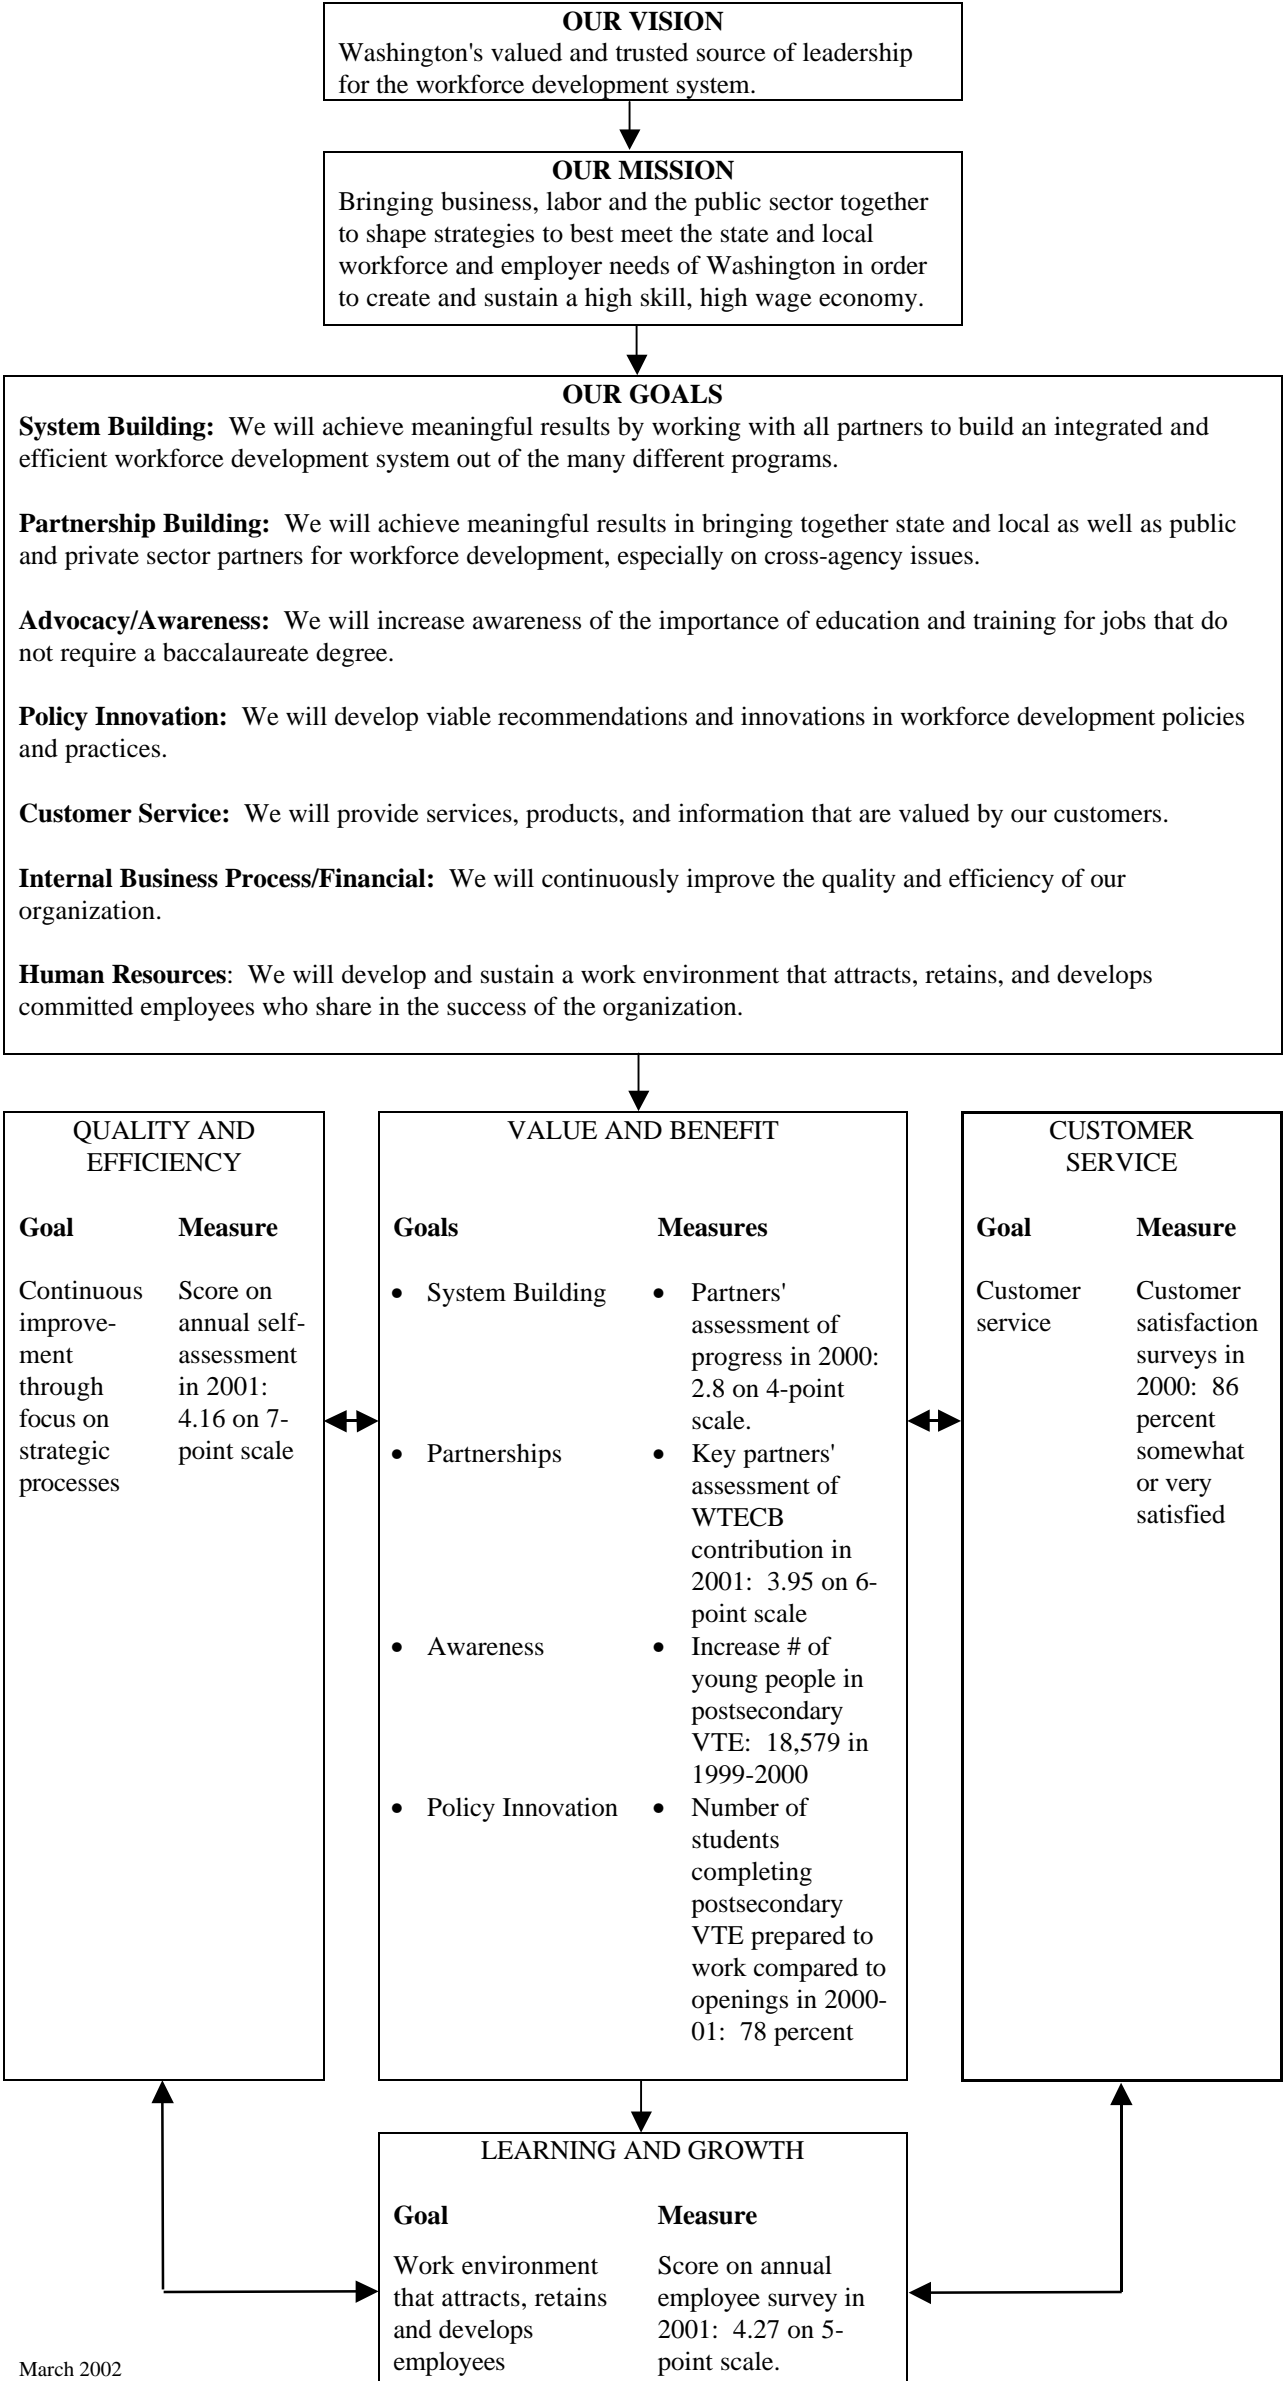 OUR VISION
Washington's valued and trusted source of leadership
for the workforce development system.
OUR MISSION
Bringing business, labor and the public sector together
to shape strategies to best meet the state and local
workforce and employer needs of Washington in order
to create and sustain a high skill, high wage economy.
OUR GOALS
System Building:  We will achieve meaningful results by working with all partners to build an integrated and
efficient workforce development system out of the many different programs.
Partnership Building:  We will achieve meaningful results in bringing together state and local as well as public
and private sector partners for workforce development, especially on cross-agency issues.
Advocacy/Awareness:  We will increase awareness of the importance of education and training for jobs that do
not require a baccalaureate degree.
Policy Innovation:  We will develop viable recommendations and innovations in workforce development policies
and practices.
Customer Service:  We will provide services, products, and information that are valued by our customers.
Internal Business Process/Financial:  We will continuously improve the quality and efficiency of our
organization.
Human Resources:  We will develop and sustain a work environment that attracts, retains, and develops
committed employees who share in the success of the organization.
QUALITY AND
EFFICIENCY
Goal
Continuous
improve-
ment
through
focus on
strategic
processes
Measure
Score on
annual self-
assessment
in 2001:
4.16 on 7-
point scale
VALUE AND BENEFIT
Goals
Measures
• System Building
• Partners'
assessment of
progress in 2000:
2.8 on 4-point
scale.
• Partnerships
• Key partners'
assessment of
WTECB
contribution in
2001:  3.95 on 6-
point scale
• Awareness
• Increase # of
young people in
postsecondary
VTE:  18,579 in
1999-2000
• Policy Innovation
• Number of
students
completing
postsecondary
VTE prepared to
work compared to
openings in 2000-
01:  78 percent
CUSTOMER
SERVICE
Goal
Customer
service
Measure
Customer
satisfaction
surveys in
2000:  86
percent
somewhat
or very
satisfied
LEARNING AND GROWTH
Goal
Work environment
that attracts, retains
and develops
employees
Measure
Score on annual
employee survey in
2001:  4.27 on 5-
point scale.
March 2002